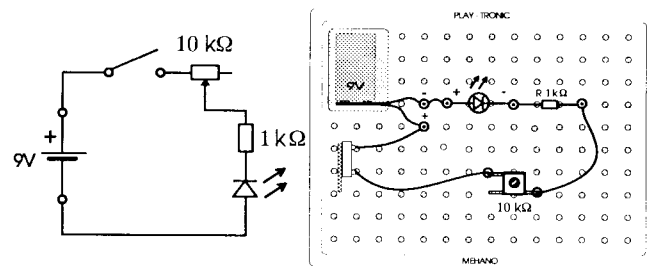 10 kΩ
+
9V
1 kΩ
PLAY - TRONIC
9V
- + -
R 1kΩ
+
10 kΩ
MEHANO